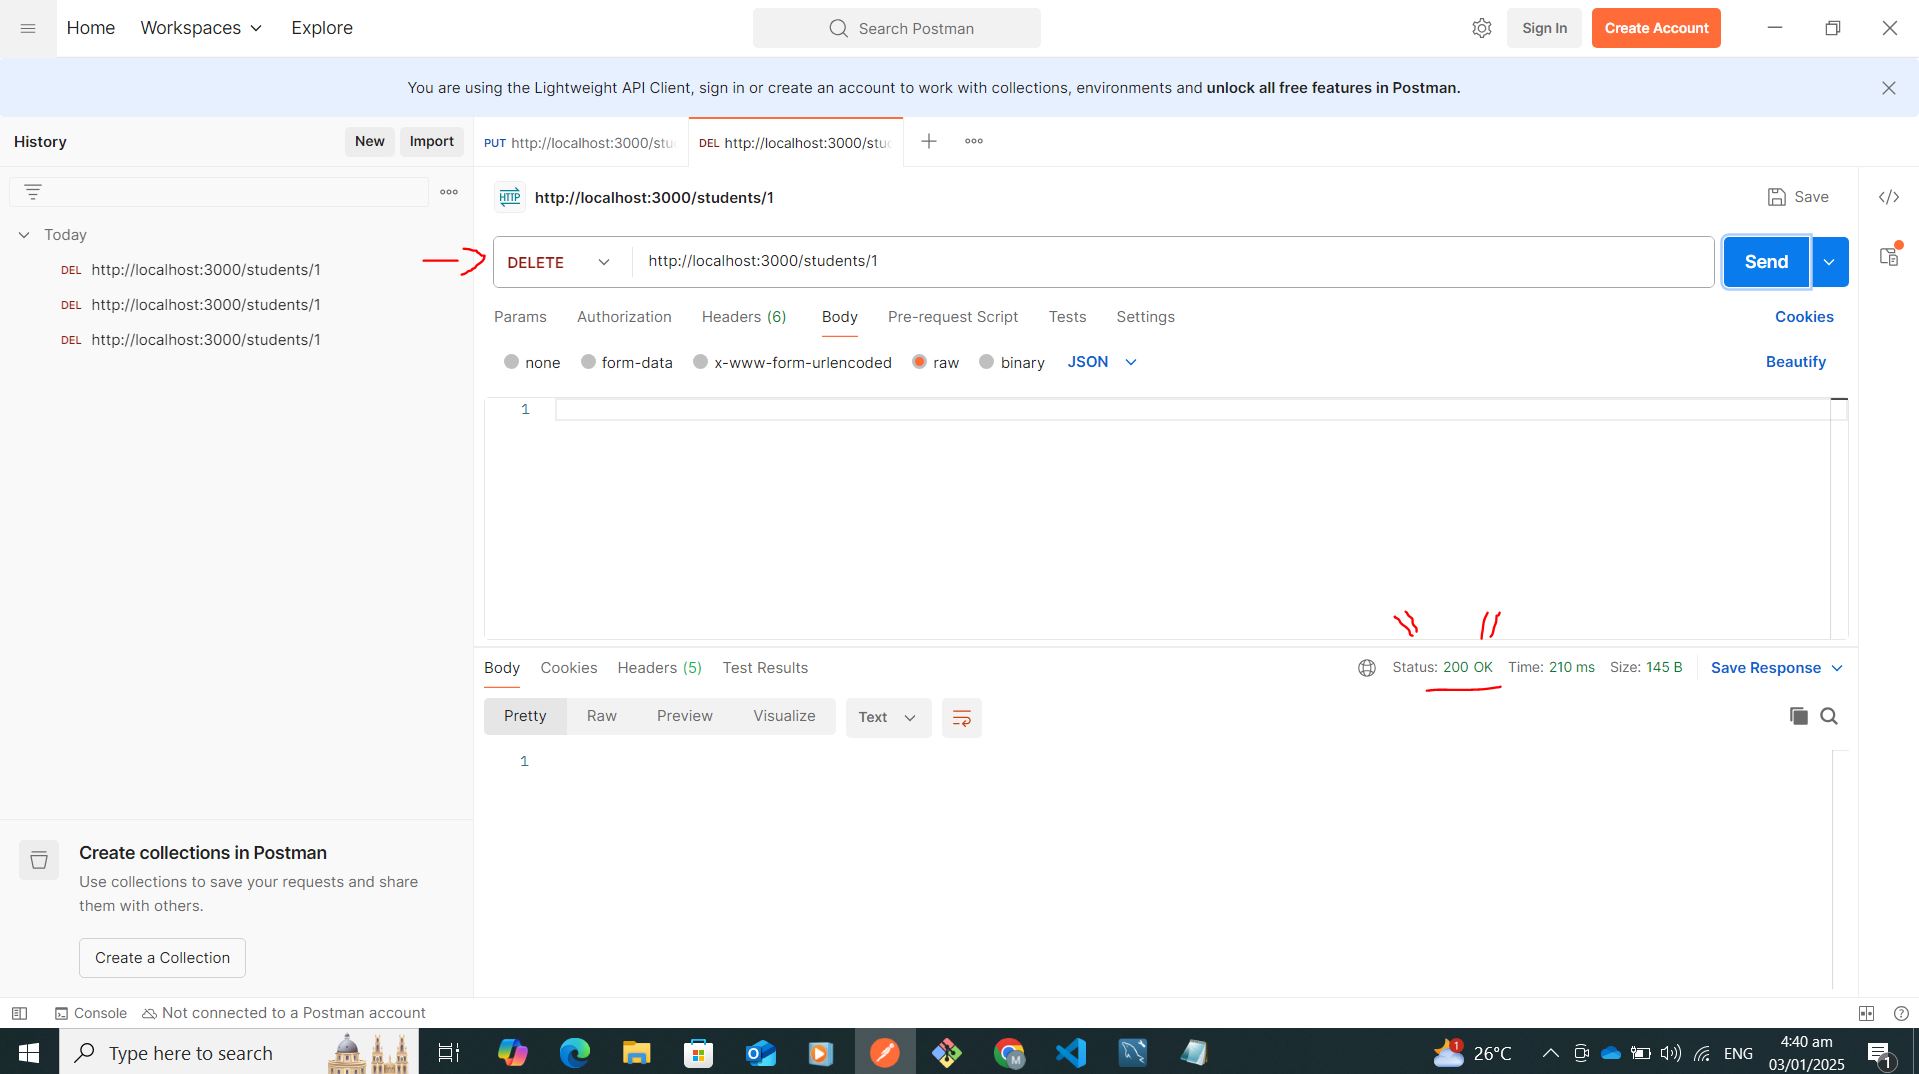 Home Workspaces Explore Search Postman Sign In Create Account
You are using the Lightweight API Client, sign in or create an account to work with collections, environments and unlock all free features in Postman.
History New Import
PUT http://localhost:3000/stu DEL http://localhost:3000/stu
HTTP http://localhost:3000/students/1 Save
Today
DEL http://localhost:3000/students/1
DEL http://localhost:3000/students/1
DEL http://localhost:3000/students/1
DELETE http://localhost:3000/students/1 Send
Params Authorization Headers (6) Body Pre-request Script Tests Settings Cookies
none form-data x-www-form-urlencoded raw binary JSON Beautify
1
Body Cookies Headers (5) Test Results Status: 200 OK Time: 210 ms Size: 145 B Save Response
Pretty Raw Preview Visualize Text
1
Create collections in Postman
Use collections to save your requests and share
them with others.
Create a Collection
Console Not connected to a Postman account
Type here to search M 1 26°C ENG 4:40 am
03/01/2025 1